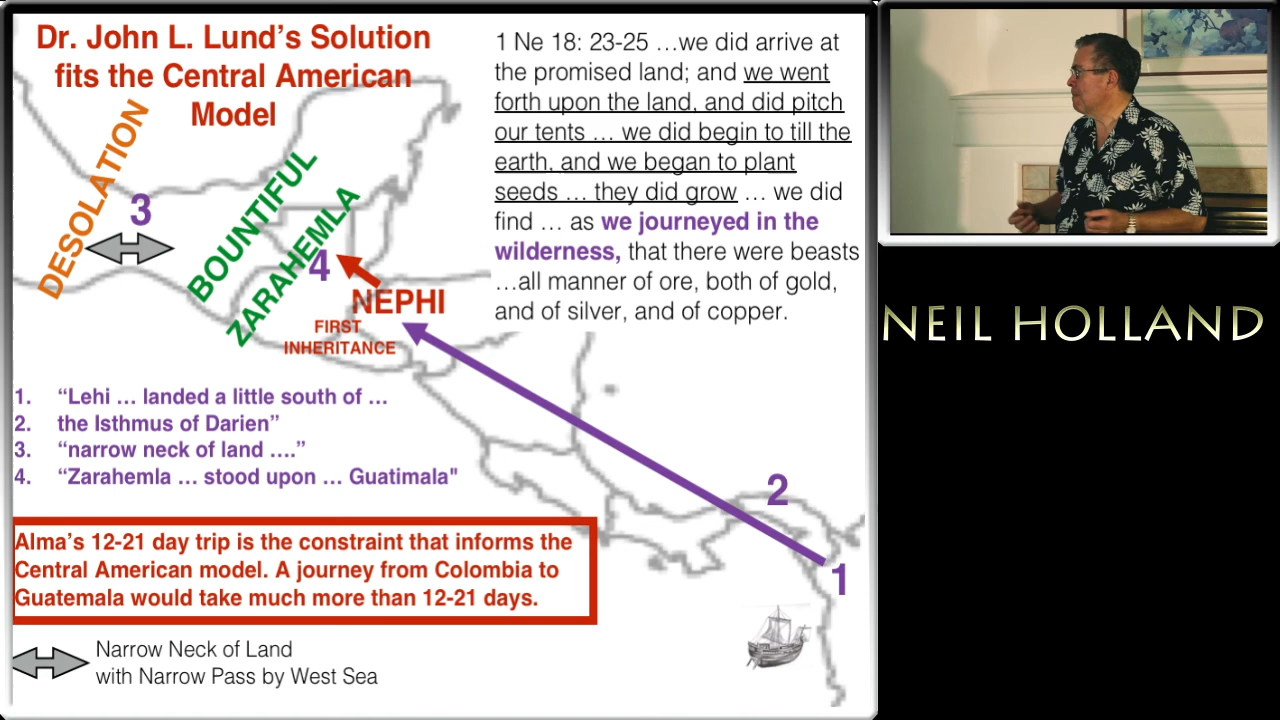 Dr. John L. Lund’s Solution
fits the Central American
Model
1 Ne 18: 23-25 …we did arrive at
the promised land; and we went
forth upon the land, and did pitch
our tents … we did begin to till the
earth, and we began to plant
seeds … they did grow … we did
find … as we journeyed in the
wilderness, that there were beasts
…all manner of ore, both of gold,
and of silver, and of copper.
DESOLATION
3
BOUNTIFUL
ZARAHEMLA
4
NEPHI
FIRST
INHERITANCE
2
1
1. “Lehi … landed a little south of …
2. the Isthmus of Darien”
3. “narrow neck of land ….”
4. “Zarahemla … stood upon … Guatimala"
Alma’s 12-21 day trip is the constraint that informs the
Central American model. A journey from Colombia to
Guatemala would take much more than 12-21 days.
Narrow Neck of Land
with Narrow Pass by West Sea
NEIL HOLLAND